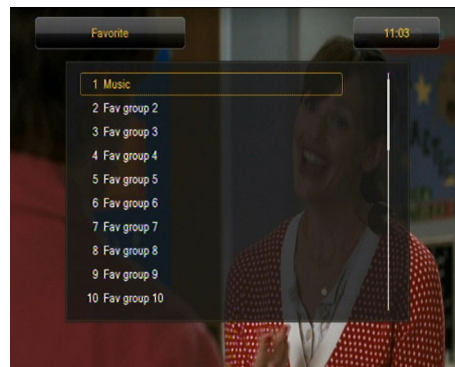 Favorite 11:03
1 Music
2 Fav group 2
3 Fav group 3
4 Fav group 4
5 Fav group 5
6 Fav group 6
7 Fav group 7
8 Fav group 8
9 Fav group 9
10 Fav group 10